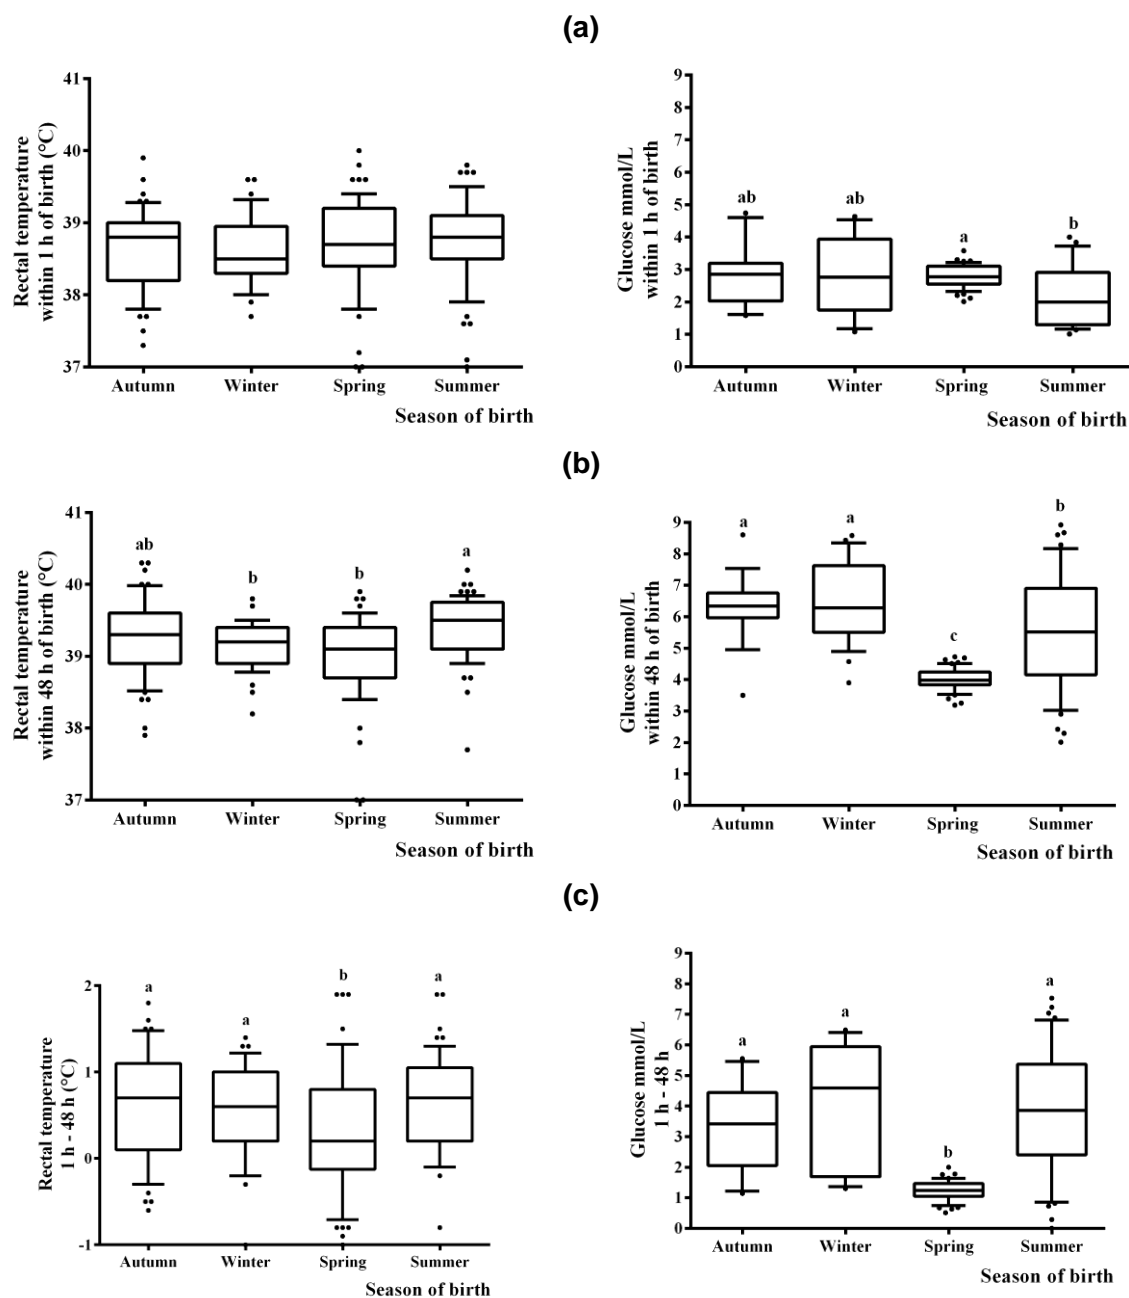 (a)
41
40
39
38
37
Rectal temperature
within 1 h of birth (°C)
Autumn Winter Spring Summer
Season of birth
9
8
7
6
5
4
3
2
1
0
Glucose mmol/L
within 1 h of birth
ab ab a b
Autumn Winter Spring Summer
Season of birth
(b)
41
40
39
38
37
Rectal temperature
within 48 h of birth (°C)
ab b b a
Autumn Winter Spring Summer
Season of birth
9
8
7
6
5
4
3
2
1
0
Glucose mmol/L
within 48 h of birth
a a c b
Autumn Winter Spring Summer
Season of birth
(c)
2
1
0
-1
Rectal temperature
1 h - 48 h (°C)
a a b a
Autumn Winter Spring Summer
Season of birth
9
8
7
6
5
4
3
2
1
0
Glucose mmol/L
1 h - 48 h
a a b a
Autumn Winter Spring Summer
Season of birth